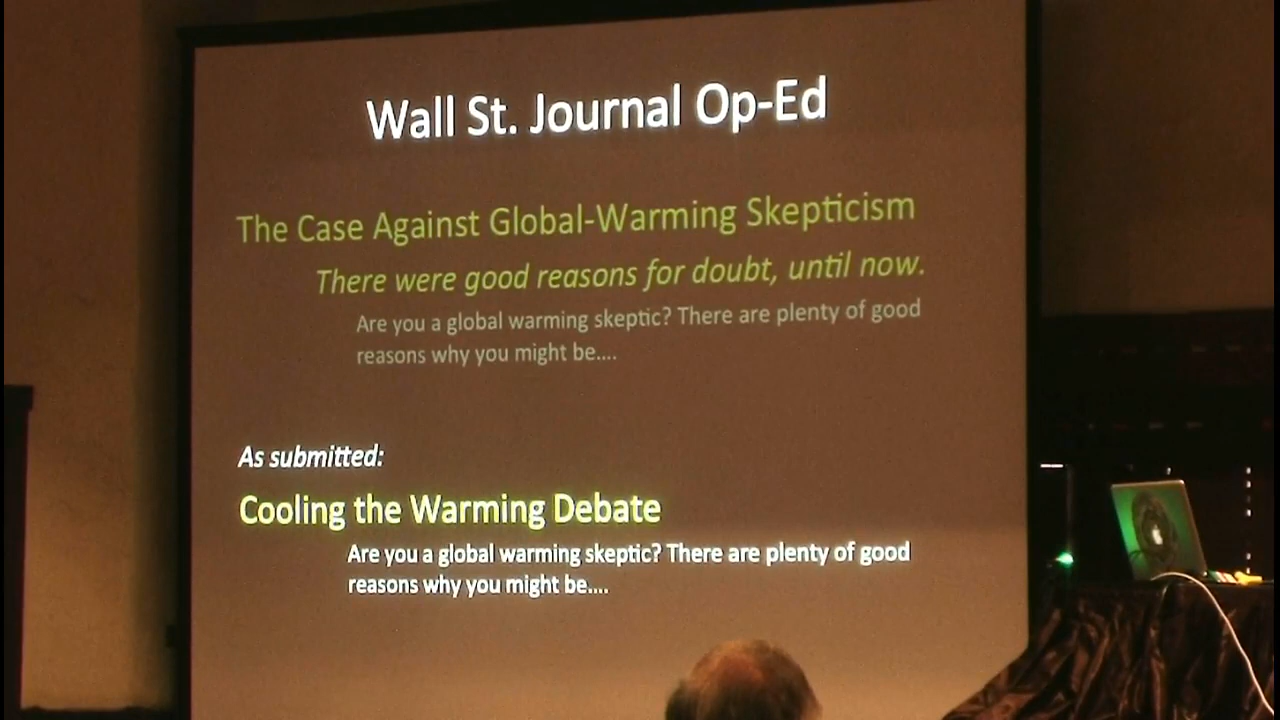 Wall St. Journal Op-Ed
The Case Against Global-Warming Skepticism
There were good reasons for doubt, until now.
Are you a global warming skeptic? There are plenty of good
reasons why you might be....
As submitted:
Cooling the Warming Debate
Are you a global warming skeptic? There are plenty of good
reasons why you might be....